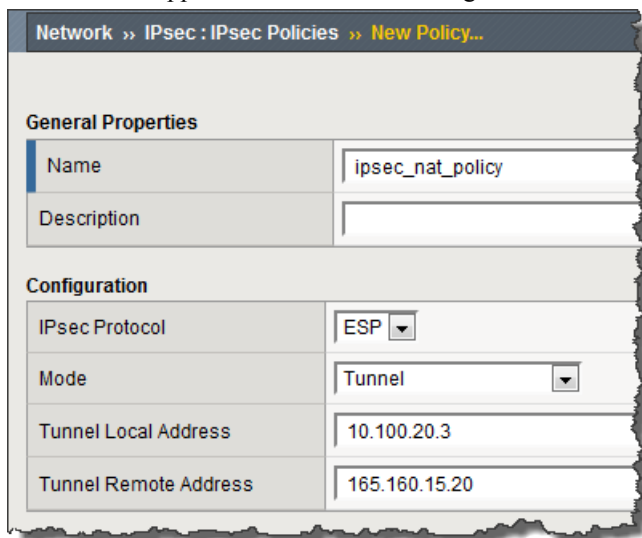 Network » IPsec : IPsec Policies » New Policy...
General Properties
Name ipsec_nat_policy
Description
Configuration
IPsec Protocol ESP
Mode Tunnel
Tunnel Local Address 10.100.20.3
Tunnel Remote Address 165.160.15.20